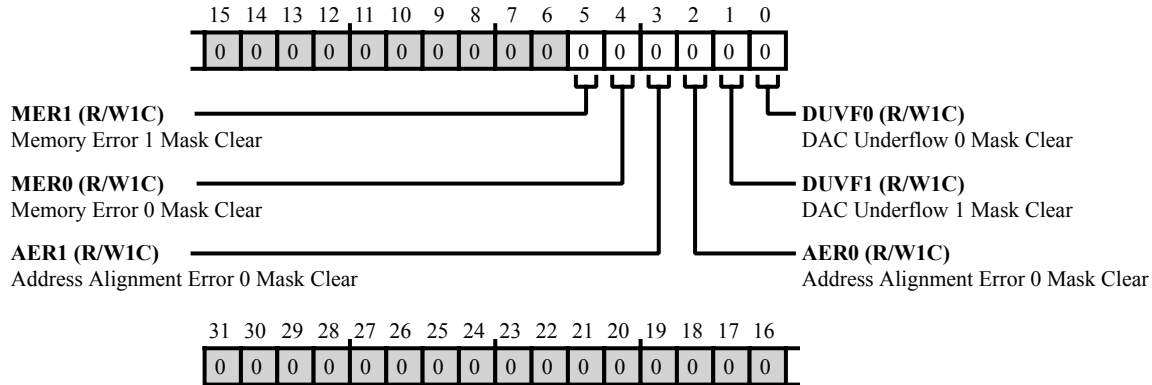 15 14 13 12 11 10 9 8 7 6 5 4 3 2 1 0
0 0 0 0 0 0 0 0 0 0 0 0 0 0 0 0
MER1 (R/W1C)
Memory Error 1 Mask Clear
DUVF0 (R/W1C)
DAC Underflow 0 Mask Clear
MER0 (R/W1C)
Memory Error 0 Mask Clear
DUVF1 (R/W1C)
DAC Underflow 1 Mask Clear
AER1 (R/W1C)
Address Alignment Error 0 Mask Clear
AER0 (R/W1C)
Address Alignment Error 0 Mask Clear
31 30 29 28 27 26 25 24 23 22 21 20 19 18 17 16
0 0 0 0 0 0 0 0 0 0 0 0 0 0 0 0